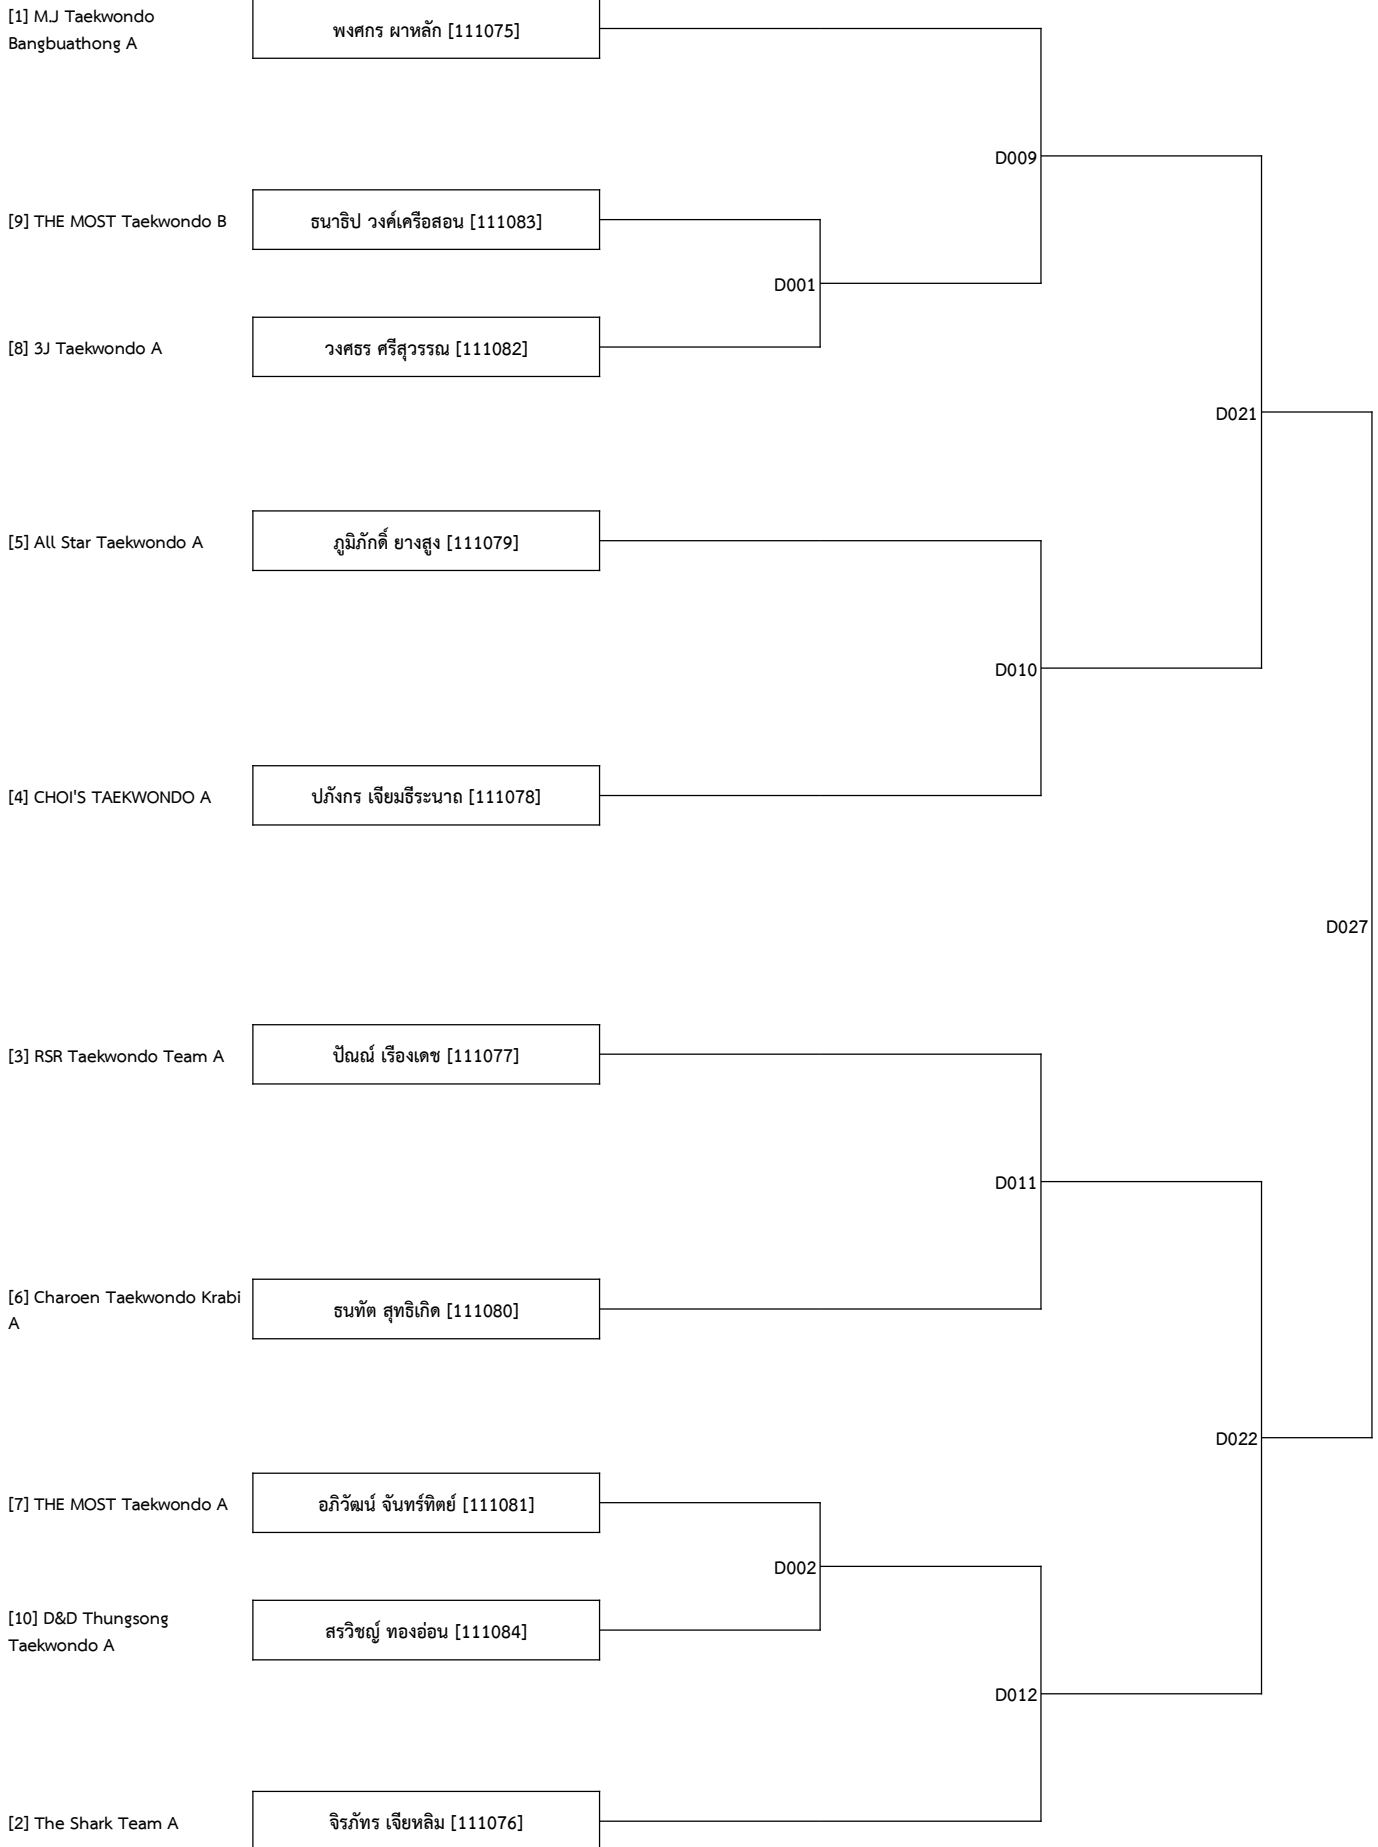 [1] M.J Taekwondo
Bangbuathong A
พงศกร ผาหลัก [111075]
D009
[9] THE MOST Taekwondo B
ธนาธิป วงค์เครือสอน [111083]
D001
[8] 3J Taekwondo A
วงศธร ศรีสุวรรณ [111082]
D021
[5] All Star Taekwondo A
ภูมิภักดิ์ ยางสูง [111079]
D010
[4] CHOI'S TAEKWONDO A
ปภังกร เจียมธีระนาถ [111078]
D027
[3] RSR Taekwondo Team A
ปัณณ์ เรืองเดช [111077]
D011
[6] Charoen Taekwondo Krabi
A
ธนทัต สุทธิเกิด [111080]
D022
[7] THE MOST Taekwondo A
อภิวัฒน์ จันทร์ทิตย์ [111081]
D002
[10] D&D Thungsong
Taekwondo A
สรวิชญ์ ทองอ่อน [111084]
D012
[2] The Shark Team A
จิรภัทร เจียหลิม [111076]